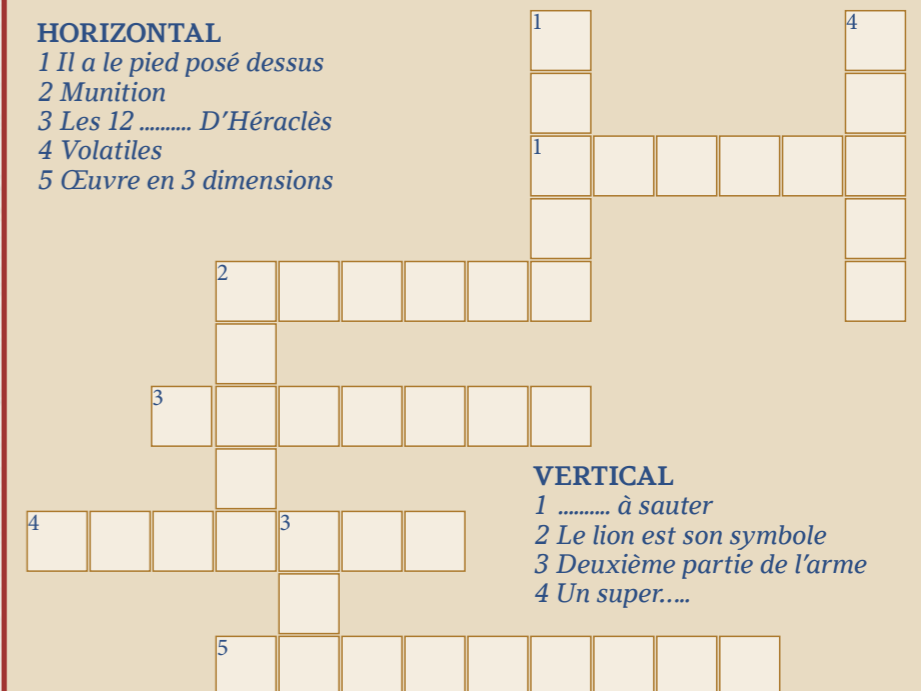 HORIZONTAL
1 Il a le pied posé dessus
2 Munition
3 Les 12 .......... D’Héraclès
4 Volatiles
5 Œuvre en 3 dimensions
1
4
1
2
3
4
3
5
VERTICAL
1 .......... à sauter
2 Le lion est son symbole
3 Deuxième partie de l’arme
4 Un super.....